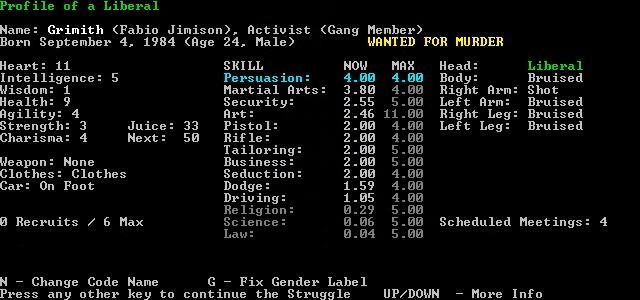 Profile of a Liberal
Name: Grimith (Fabio Jimison), Activist (Gang Member)
Born September 4, 1984 (Age 24, Male) WANTED FOR MURDER
Heart: 11 SKILL NOW MAX Head: Liberal
Intelligence: 5 Persuasion: 4.00 4.00 Body: Bruised
Wisdom: 1 Martial Arts: 3.80 4.00 Right Arm: Shot
Health: 9 Security: 2.55 5.00 Left Arm: Bruised
Agility: 4 Art: 2.46 11.00 Right Leg: Bruised
Strength: 3 Juice: 33 Pistol: 2.00 4.00 Left Leg: Bruised
Charisma: 4 Next: 50 Rifle: 2.00 4.00
Tailoring: 2.00 5.00
Weapon: None Business: 2.00 5.00
Clothes: Clothes Seduction: 2.00 4.00
Car: On Foot Dodge: 1.59 4.00
Driving: 1.05 4.00
Religion: 0.29 5.00
0 Recruits / 6 Max Science: 0.06 5.00 Scheduled Meetings: 4
Law: 0.04 5.00
N - Change Code Name G - Fix Gender Label
Press any other key to continue the Struggle UP/DOWN - More Info